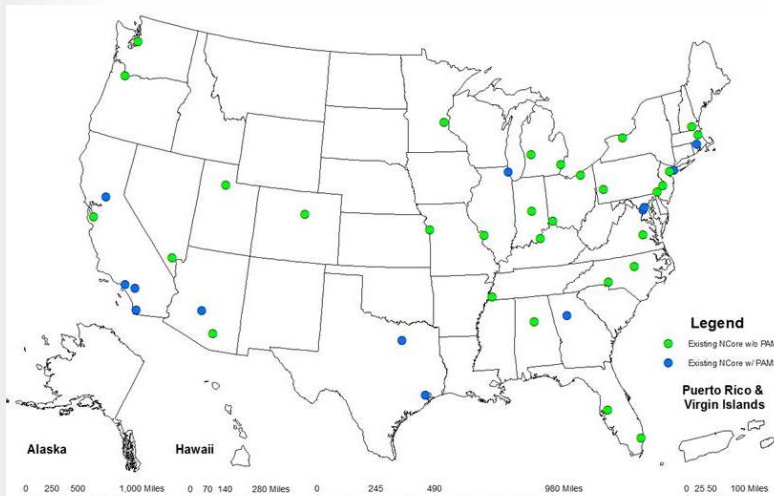 Legend
Existing NCore w/o PAM
Existing NCore w/ PAM
Puerto Rico &
Virgin Islands
Alaska
Hawaii
0 250 500 1,000 Miles
0 70 140 280 Miles
0 245 490 980 Miles
0 25 50 100 Miles